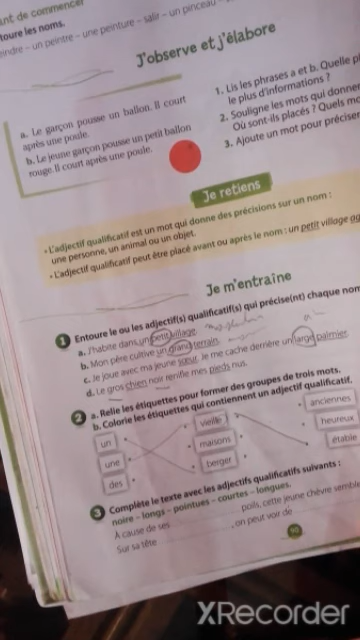 ant de commencer
toure les noms.
eindre – un peintre – une peinture – salir – un pinceau –
J'observe et j'élabore
a. Le garçon pousse un ballon. Il court
après une poule.
b. Le jeune garçon pousse un petit ballon
rouge. Il court après une poule.
1. Lis les phrases a et b. Quelle
le plus d'informations ?
2. Souligne les mots qui donne
Où sont-ils placés ? Quels
3. Ajoute un mot pour préciser
Je retiens
• L'adjectif qualificatif est un mot qui donne des précisions sur un nom :
une personne, un animal ou un objet.
• L'adjectif qualificatif peut être placé avant ou après le nom : un petit village
Je m'entraîne
1 Entoure le ou les adjectif(s) qualificatif(s) qui précise(nt) chaque nom
a. J'habite dans un petit village.
b. Mon père cultive un grand terrain.
c. Je joue avec ma jeune sœur. Je me cache derrière un large palmier.
d. Le gros chien noir renifle mes pieds nus.
2 a. Relie les étiquettes pour former des groupes de trois mots.
b. Colorie les étiquettes qui contiennent un adjectif qualificatif.
un
une
des
vieille
maisons
berger
anciennes
heureux
étable
3 Complète le texte avec les adjectifs qualificatifs suivants :
noire – longs – pointues – courtes – longues.
À cause de ses poils, cette jeune chèvre
Sur sa tête , on peut voir de
90
XRecorder